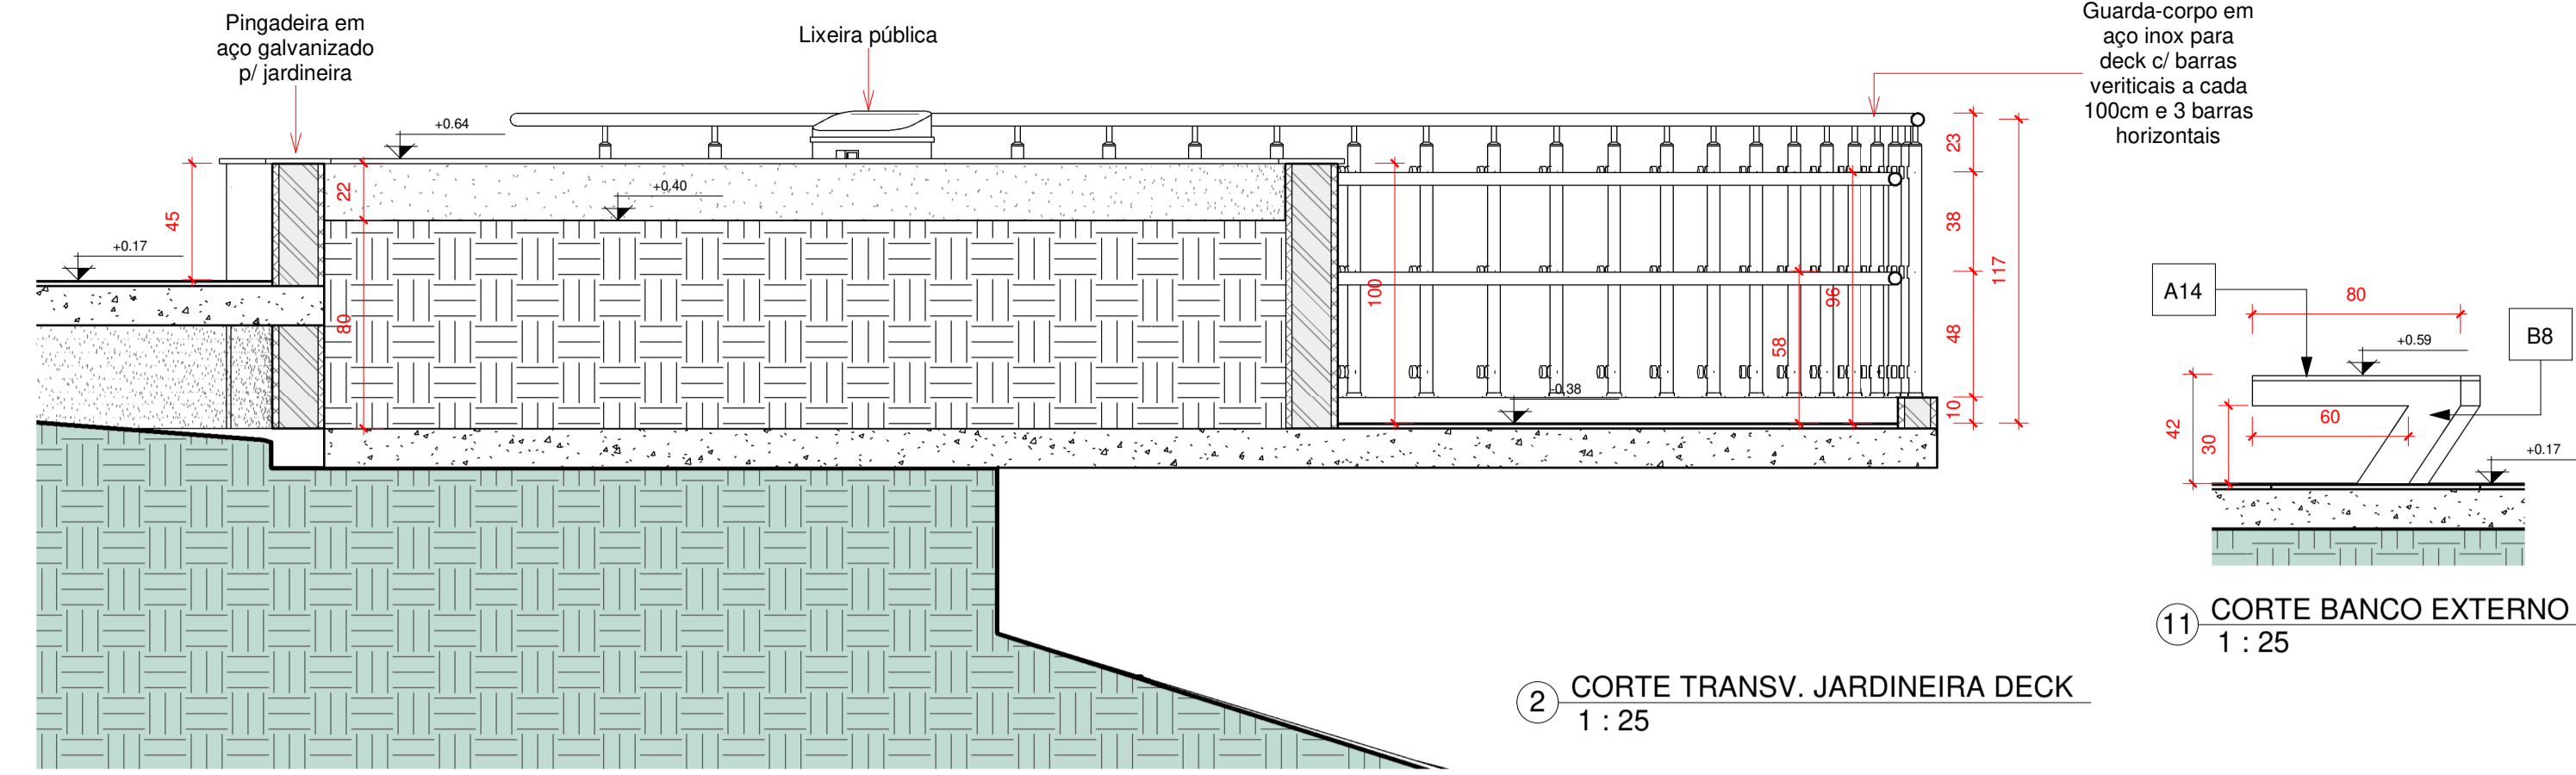 Pingadeira em
aço galvanizado
p/ jardineira
Lixeira pública
Guarda-corpo em
aço inox para
deck c/ barras
veriticais a cada
100cm e 3 barras
horizontais
+0.64
+0.40
+0.17
-0.38
45
22
80
100
58
96
23
38
48
10
117
A14
B8
80
+0.59
60
42
30
+0.17
11 CORTE BANCO EXTERNO
1 : 25
2 CORTE TRANSV. JARDINEIRA DECK
1 : 25